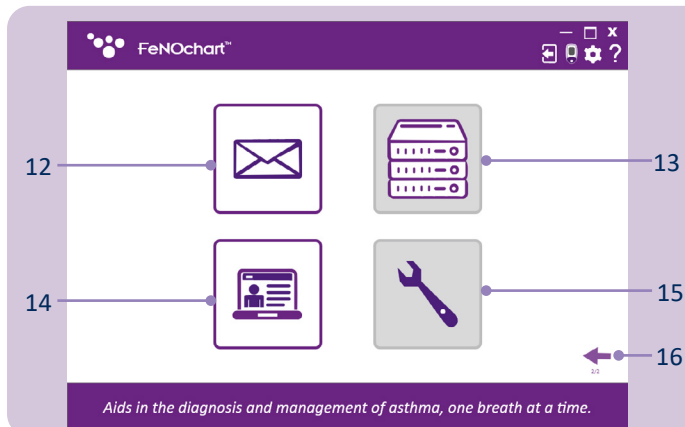 FeNOchart™
X
?
12
13
14
15
16
2/2
Aids in the diagnosis and management of asthma, one breath at a time.